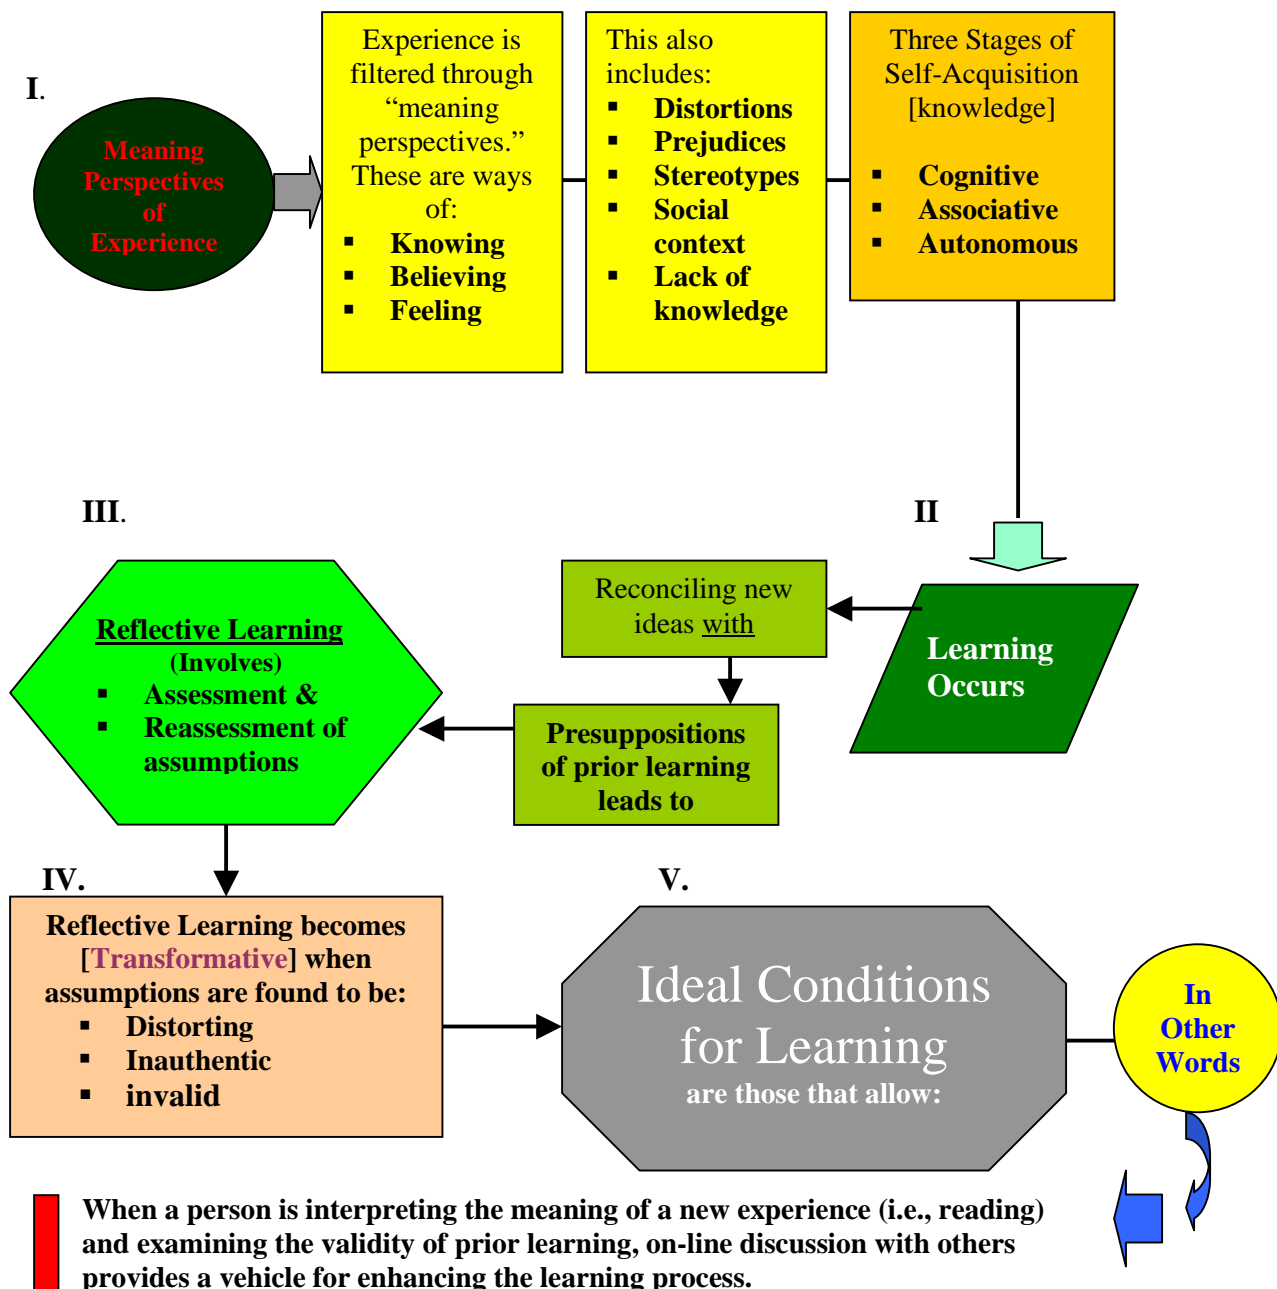 I.
Meaning
Perspectives
of
Experience
Experience is
filtered through
“meaning
perspectives.”
These are ways
of:
▪ Knowing
▪ Believing
▪ Feeling
This also
includes:
▪ Distortions
▪ Prejudices
▪ Stereotypes
▪ Social
context
▪ Lack of
knowledge
Three Stages of
Self-Acquisition
[knowledge]
▪ Cognitive
▪ Associative
▪ Autonomous
II
Learning
Occurs
Reconciling new
ideas with
Presuppositions
of prior learning
leads to
III.
Reflective Learning
(Involves)
▪ Assessment &
▪ Reassessment of
assumptions
IV.
Reflective Learning becomes
[Transformative] when
assumptions are found to be:
▪ Distorting
▪ Inauthentic
▪ invalid
V.
Ideal Conditions
for Learning
are those that allow:
In
Other
Words
When a person is interpreting the meaning of a new experience (i.e., reading)
and examining the validity of prior learning, on-line discussion with others
provides a vehicle for enhancing the learning process.